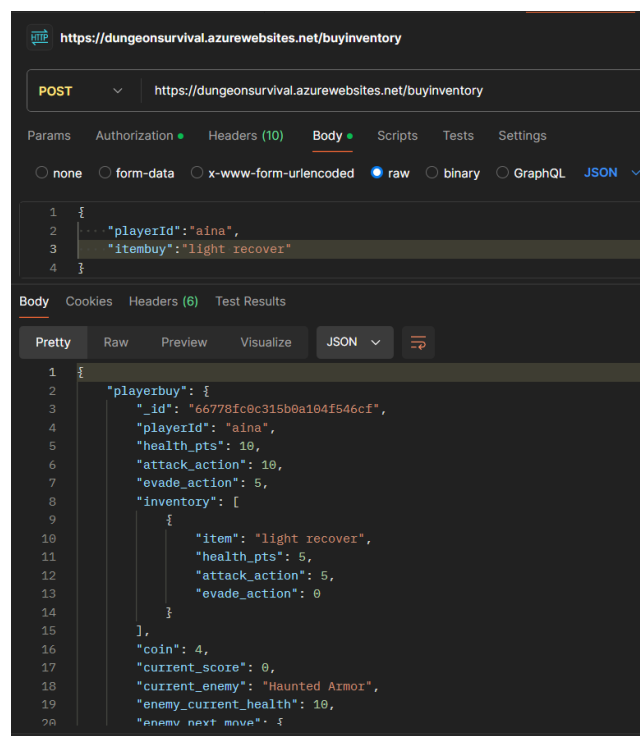 HTTP https://dungeonsurvival.azurewebsites.net/buyinventory
POST https://dungeonsurvival.azurewebsites.net/buyinventory
Params Authorization Headers (10) Body Scripts Tests Settings
none form-data x-www-form-urlencoded raw binary GraphQL JSON
1 {
2 ····"playerId":"aina",
3 ····"itembuy":"light recover"
4 }
Body Cookies Headers (6) Test Results
Pretty Raw Preview Visualize JSON
1 {
2 "playerbuy": {
3 "_id": "66778fc0c315b0a104f546cf",
4 "playerId": "aina",
5 "health_pts": 10,
6 "attack_action": 10,
7 "evade_action": 5,
8 "inventory": [
9 {
10 "item": "light recover",
11 "health_pts": 5,
12 "attack_action": 5,
13 "evade_action": 0
14 }
15 ],
16 "coin": 4,
17 "current_score": 0,
18 "current_enemy": "Haunted Armor",
19 "enemy_current_health": 10,
20 "enemy_next_move": {